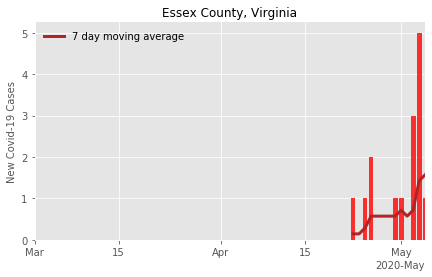 Essex County, Virginia
7 day moving average
New Covid-19 Cases
5
4
3
2
1
0
Mar 15 Apr 15 May
2020-May